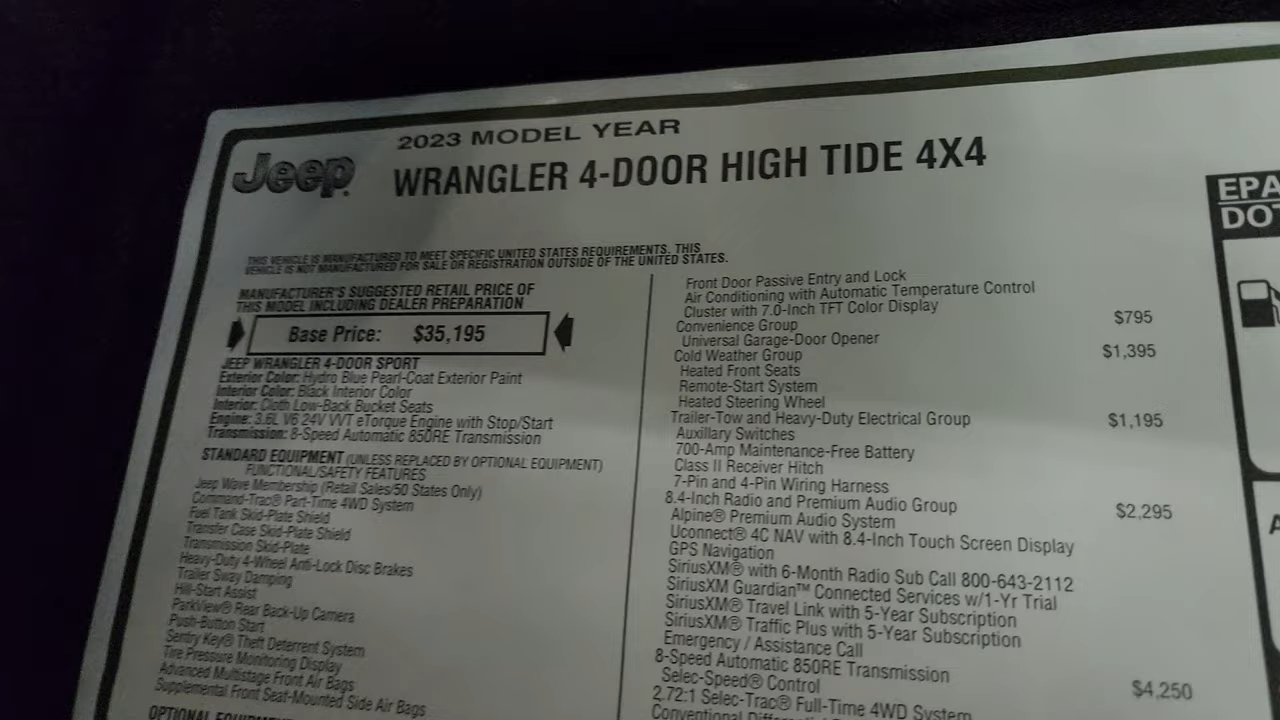 2023 MODEL YEAR
Jeep
WRANGLER 4-DOOR HIGH TIDE 4X4
THIS VEHICLE IS MANUFACTURED TO MEET SPECIFIC UNITED STATES REQUIREMENTS. THIS
VEHICLE IS NOT MANUFACTURED FOR SALE OR REGISTRATION OUTSIDE OF THE UNITED STATES.
MANUFACTURER'S SUGGESTED RETAIL PRICE OF
THIS MODEL INCLUDING DEALER PREPARATION
Base Price: $35,195
JEEP WRANGLER 4-DOOR SPORT
Exterior Color: Hydro Blue Pearl-Coat Exterior Paint
Interior Color: Black Interior Color
Interior: Cloth Low-Back Bucket Seats
Engine: 3.6L V6 24V VVT eTorque Engine with Stop/Start
Transmission: 8-Speed Automatic 850RE Transmission
STANDARD EQUIPMENT (UNLESS REPLACED BY OPTIONAL EQUIPMENT)
FUNCTIONAL/SAFETY FEATURES
Jeep Wave Membership (Retail Sales/50 States Only)
Command-Trac® Part-Time 4WD System
Fuel Tank Skid-Plate Shield
Transfer Case Skid-Plate Shield
Transmission Skid-Plate
Heavy-Duty 4-Wheel Anti-Lock Disc Brakes
Trailer Sway Damping
Hill-Start Assist
ParkView® Rear Back-Up Camera
Push-Button Start
Sentry Key® Theft Deterrent System
Tire Pressure Monitoring Display
Advanced Multistage Front Air Bags
Supplemental Front Seat-Mounted Side Air Bags
OPTIONAL
Front Door Passive Entry and Lock
Air Conditioning with Automatic Temperature Control
Cluster with 7.0-Inch TFT Color Display
Convenience Group $795
Universal Garage-Door Opener
Cold Weather Group $1,395
Heated Front Seats
Remote-Start System
Heated Steering Wheel
Trailer-Tow and Heavy-Duty Electrical Group $1,195
Auxiliary Switches
700-Amp Maintenance-Free Battery
Class II Receiver Hitch
7-Pin and 4-Pin Wiring Harness
8.4-Inch Radio and Premium Audio Group $2,295
Alpine® Premium Audio System
Uconnect® 4C NAV with 8.4-Inch Touch Screen Display
GPS Navigation
SiriusXM® with 6-Month Radio Sub Call 800-643-2112
SiriusXM Guardian™ Connected Services w/1-Yr Trial
SiriusXM® Travel Link with 5-Year Subscription
SiriusXM® Traffic Plus with 5-Year Subscription
Emergency / Assistance Call
8-Speed Automatic 850RE Transmission $4,250
Selec-Speed® Control
2.72:1 Selec-Trac® Full-Time 4WD System
Conventional
EPA
DOT